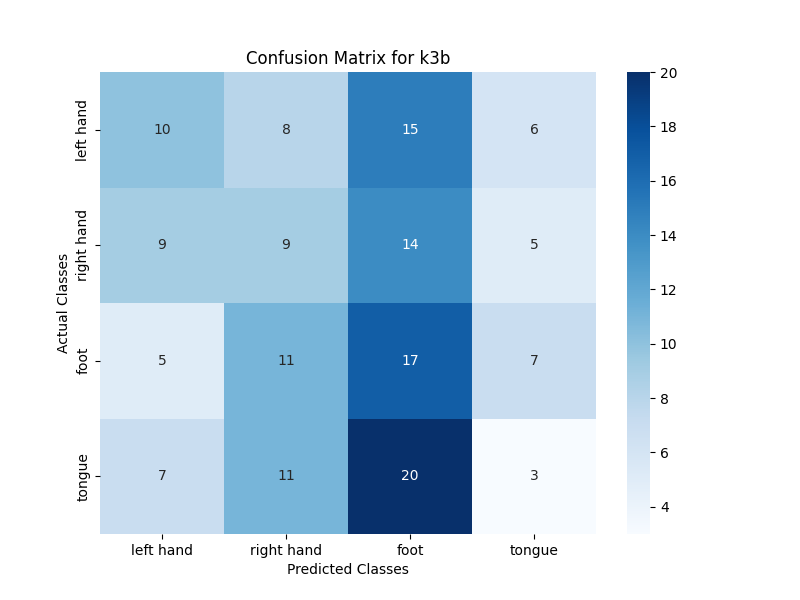 Confusion Matrix for k3b
Actual Classes
left hand 10 8 15 6
right hand 9 9 14 5
foot 5 11 17 7
tongue 7 11 20 3
left hand right hand foot tongue
Predicted Classes
20
18
16
14
12
10
8
6
4